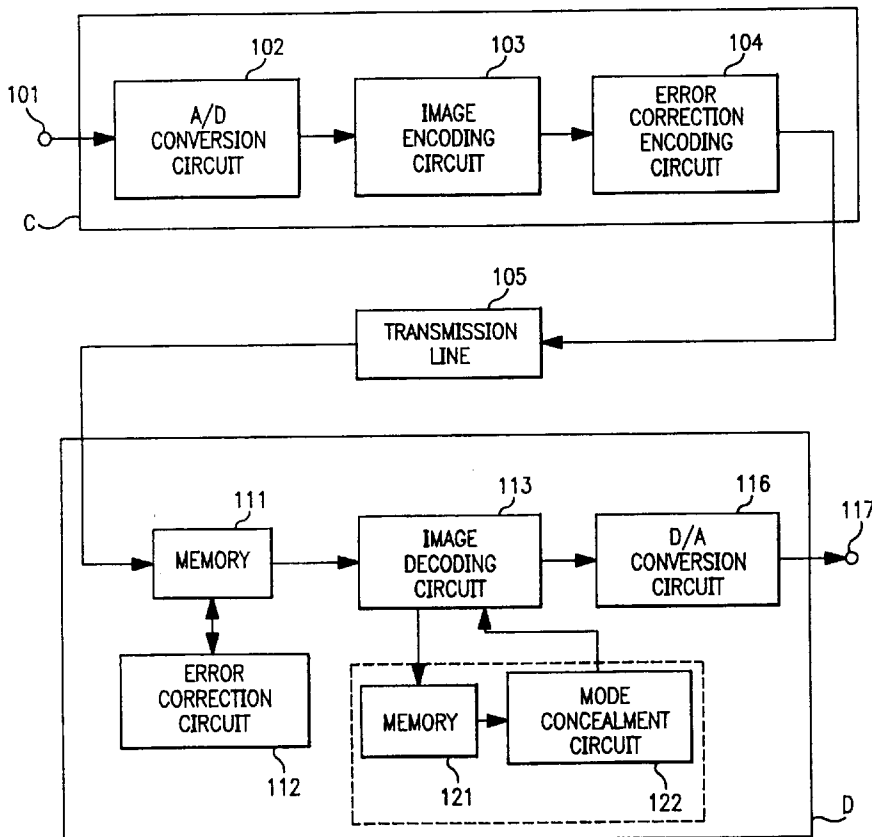 101
102
A/D
CONVERSION
CIRCUIT
103
IMAGE
ENCODING
CIRCUIT
104
ERROR
CORRECTION
ENCODING
CIRCUIT
C
105
TRANSMISSION
LINE
111
MEMORY
113
IMAGE
DECODING
CIRCUIT
116
D/A
CONVERSION
CIRCUIT
117
ERROR
CORRECTION
CIRCUIT
112
MEMORY
121
MODE
CONCEALMENT
CIRCUIT
122
D